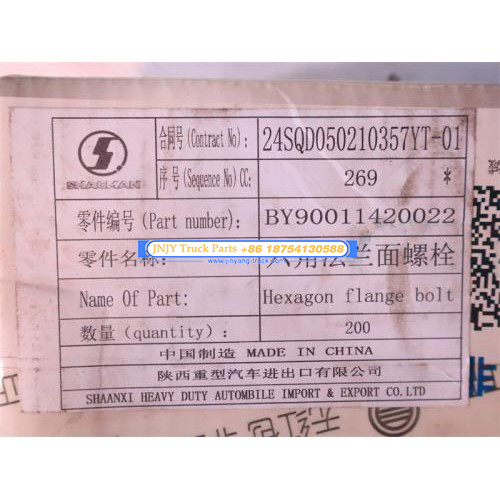 SHACMAN
合同号(Contract No): 24SQD050210357YT-01
序号(Sequence No)CC: 269 *
零件编号(Part number): BY90011420022
JNJY Truck Parts +86 18754130588
www.jinyang-truck.com
零件名称: 六角法兰面螺栓
Name Of Part: Hexagon flange bolt
数量(quantity): 200
中国制造 MADE IN CHINA
陕西重型汽车进出口有限公司
SHAANXI HEAVY DUTY AUTOMBILE IMPORT & EXPORT CO.LTD